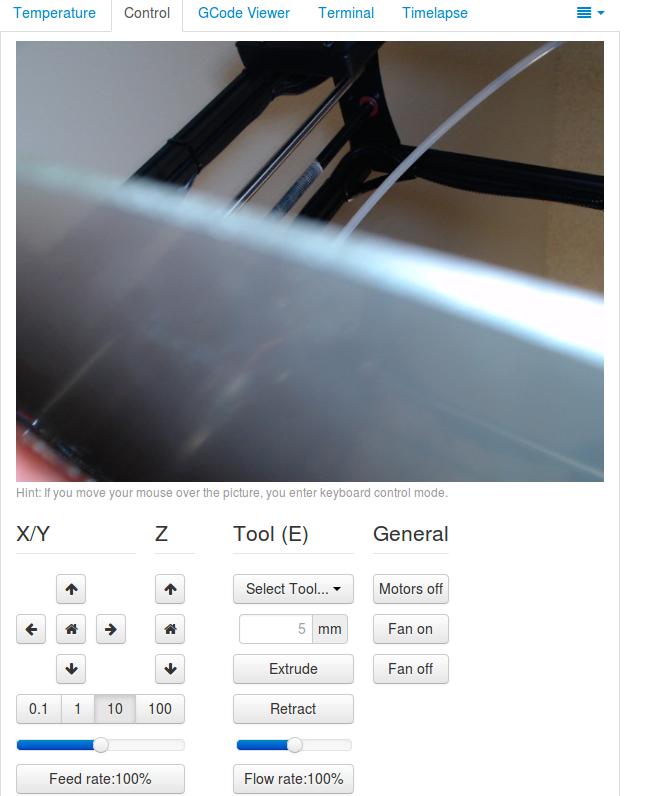 Temperature Control GCode Viewer Terminal Timelapse
Hint: If you move your mouse over the picture, you enter keyboard control mode.
X/Y Z Tool (E) General
Select Tool... Motors off
5 mm Fan on
Extrude Fan off
0.1 1 10 100 Retract
Feed rate:100% Flow rate:100%